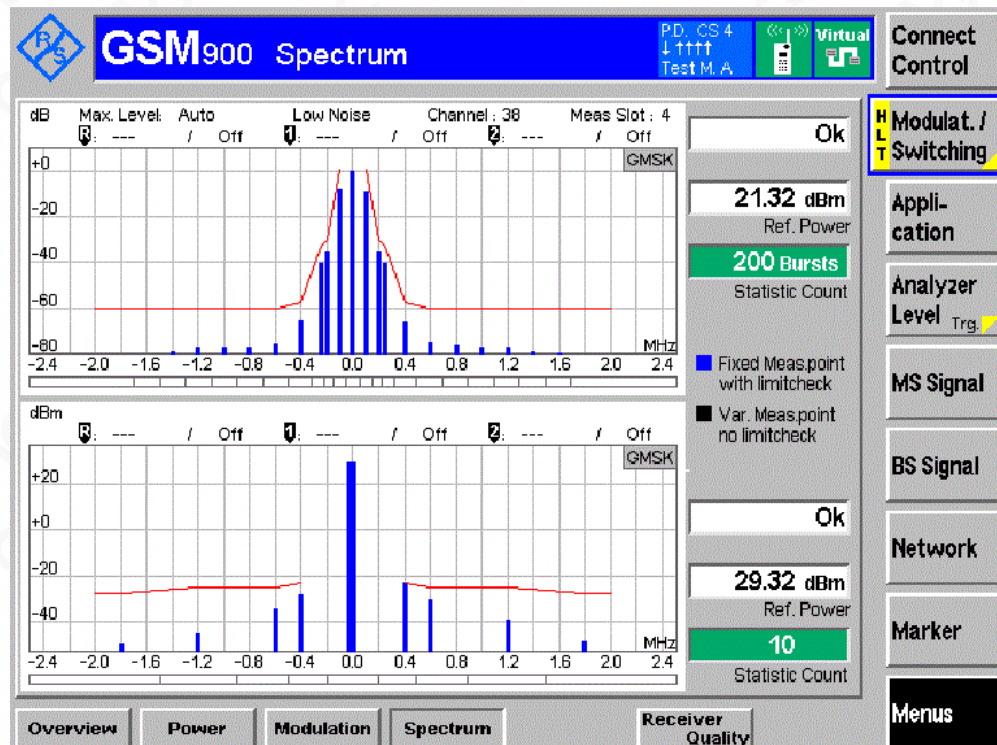 R S
GSM900 Spectrum
P.D. CS 4
↓ ↑↑↑↑
Test M. A.
Virtual
Connect Control
dB Max. Level: Auto Low Noise Channel : 38 Meas Slot : 4
R: --- / Off 1: --- / Off 2: --- / Off
GMSK
+0
-20
-40
-60
-80
MHz
-2.4 -2.0 -1.6 -1.2 -0.8 -0.4 0.0 0.4 0.8 1.2 1.6 2.0 2.4
Ok
21.32 dBm
Ref. Power
200 Bursts
Statistic Count
Fixed Meas.point
with limitcheck
Var. Meas.point
no limitcheck
dBm
R: --- / Off 1: --- / Off 2: --- / Off
GMSK
+20
+0
-20
-40
MHz
-2.4 -2.0 -1.6 -1.2 -0.8 -0.4 0.0 0.4 0.8 1.2 1.6 2.0 2.4
Ok
29.32 dBm
Ref. Power
10
Statistic Count
HLT
Modulat. /
Switching
Appli-
cation
Analyzer
Level Trg.
MS Signal
BS Signal
Network
Marker
Menus
Overview Power Modulation Spectrum Receiver
Quality